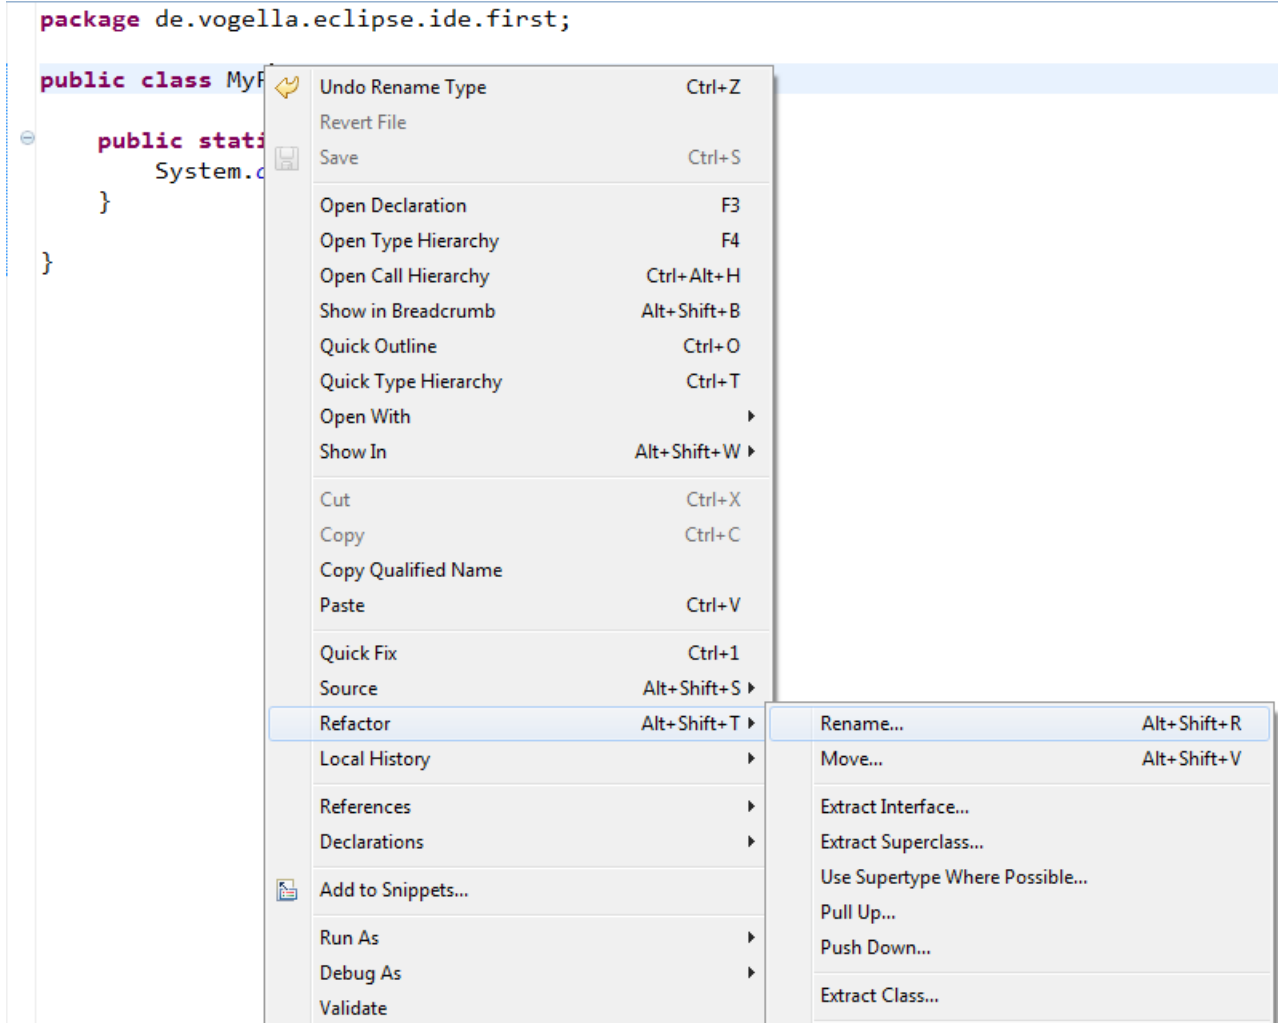 package de.vogella.eclipse.ide.first;
public class
public
System.
}
}
Undo Rename Type Ctrl+Z
Revert File
Save Ctrl+S
Open Declaration F3
Open Type Hierarchy F4
Open Call Hierarchy Ctrl+Alt+H
Show in Breadcrumb Alt+Shift+B
Quick Outline Ctrl+O
Quick Type Hierarchy Ctrl+T
Open With
Show In Alt+Shift+W
Cut Ctrl+X
Copy Ctrl+C
Copy Qualified Name
Paste Ctrl+V
Quick Fix Ctrl+1
Source Alt+Shift+S
Refactor Alt+Shift+T
Local History
References
Declarations
Add to Snippets...
Run As
Debug As
Validate
Rename... Alt+Shift+R
Move... Alt+Shift+V
Extract Interface...
Extract Superclass...
Use Supertype Where Possible...
Pull Up...
Push Down...
Extract Class...